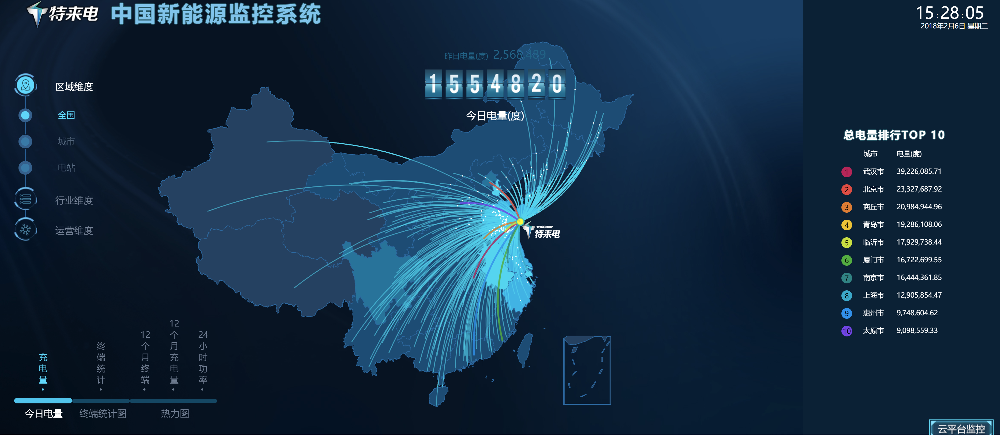 特来电 中国新能源监控系统
15:28:05
2018年2月6日 星期二
昨日电量(度) 2,568,489
1554820
今日电量(度)
区域维度
全国
城市
电站
行业维度
运营维度
TGOOD
特来电
总电量排行TOP 10
城市 电量(度)
1 武汉市 39,226,085.71
2 北京市 23,327,687.92
3 商丘市 20,984,944.96
4 青岛市 19,286,108.06
5 临沂市 17,929,738.44
6 厦门市 16,722,699.55
7 南京市 16,444,361.85
8 上海市 12,905,854.47
9 惠州市 9,748,604.62
10 太原市 9,098,559.33
充电量
终端统计
12个月终端
12个月充电量
24小时功率
今日电量 终端统计图 热力图
云平台监控